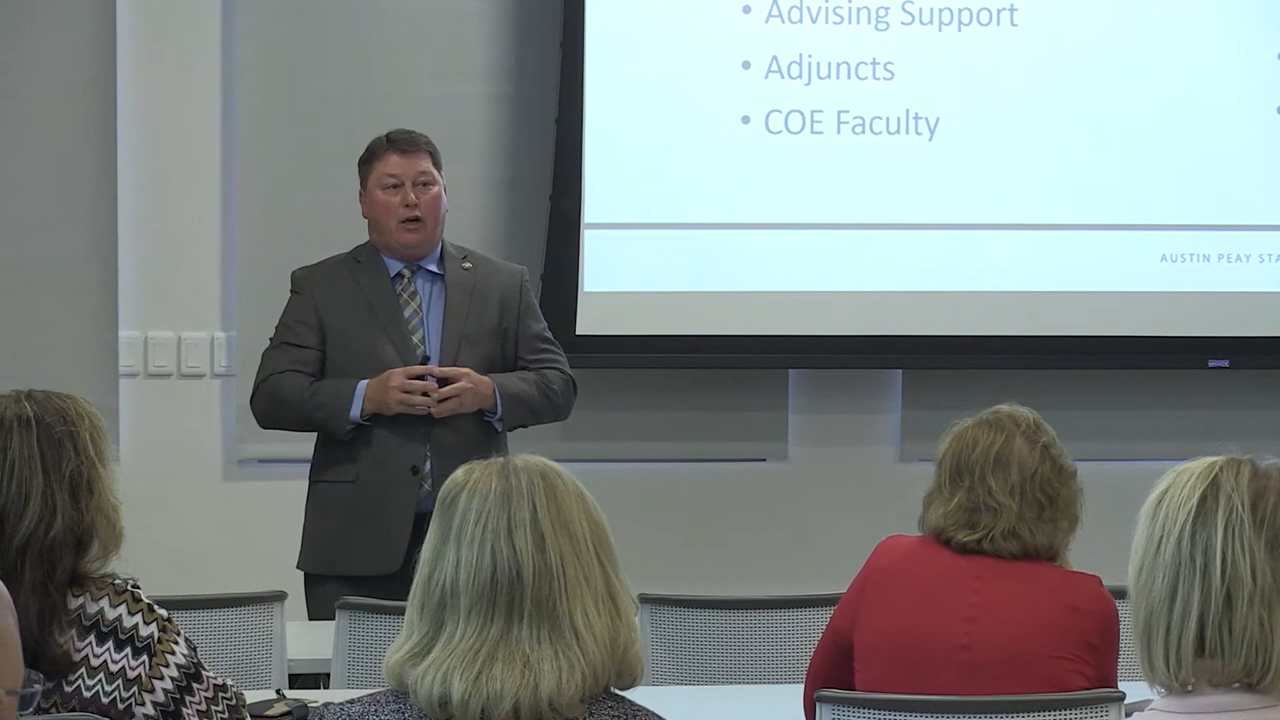 • Advising Support
• Adjuncts
• COE Faculty
AUSTIN PEAY STA